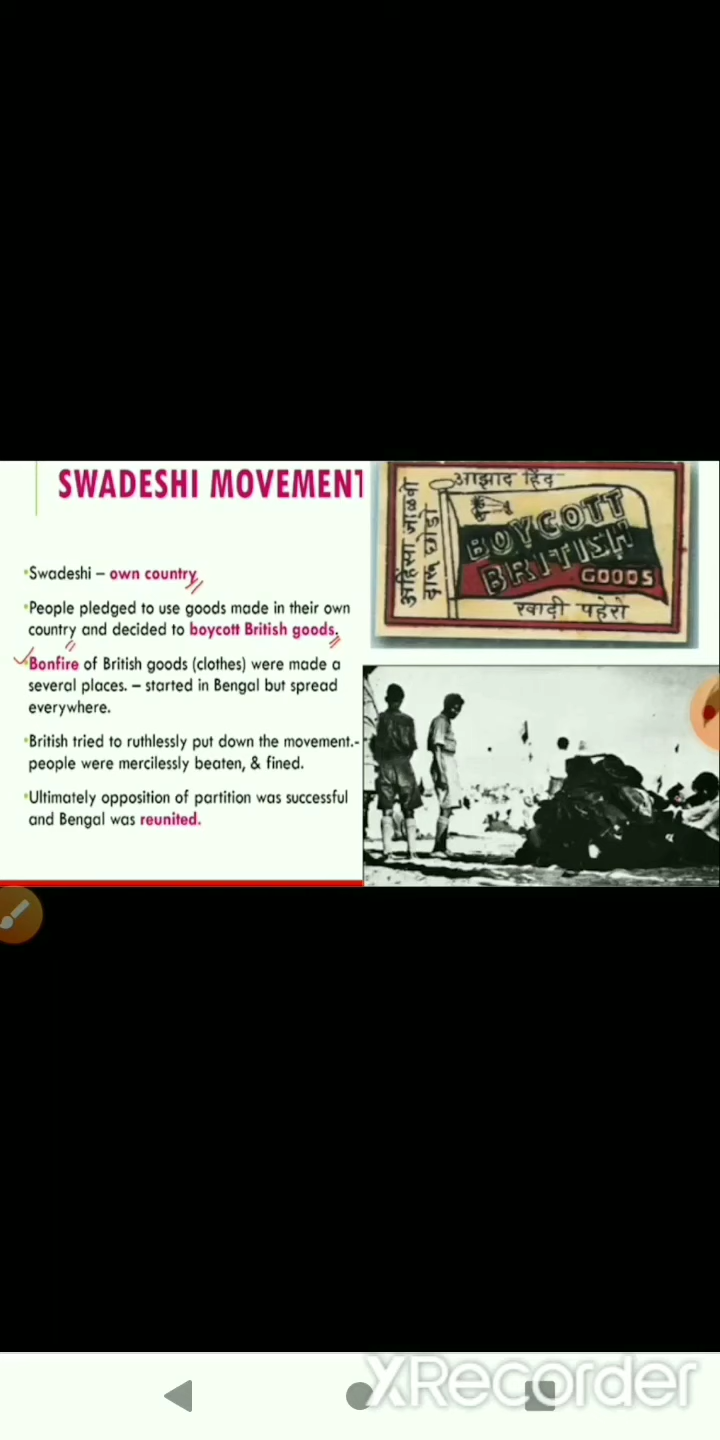 SWADESHI MOVEMENT
•Swadeshi – own country
•People pledged to use goods made in their own
country and decided to boycott British goods.
•Bonfire of British goods (clothes) were made a
several places. – started in Bengal but spread
everywhere.
•British tried to ruthlessly put down the movement.-
people were mercilessly beaten, & fined.
•Ultimately opposition of partition was successful
and Bengal was reunited.
आझाद हिंद
अहिंसा जाळवो
दारू छोडो
BOYCOTT
BRITISH
GOODS
खादी पहेरो
XRecorder